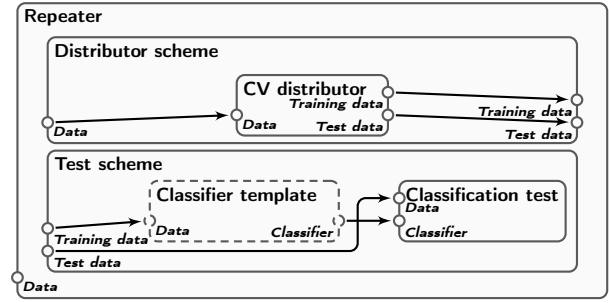 Repeater
Distributor scheme
CV distributor
Training data
Data
Test data
Training data
Data
Test data
Test scheme
Classifier template
Classification test
Data
Data
Classifier
Classifier
Training data
Test data
Data